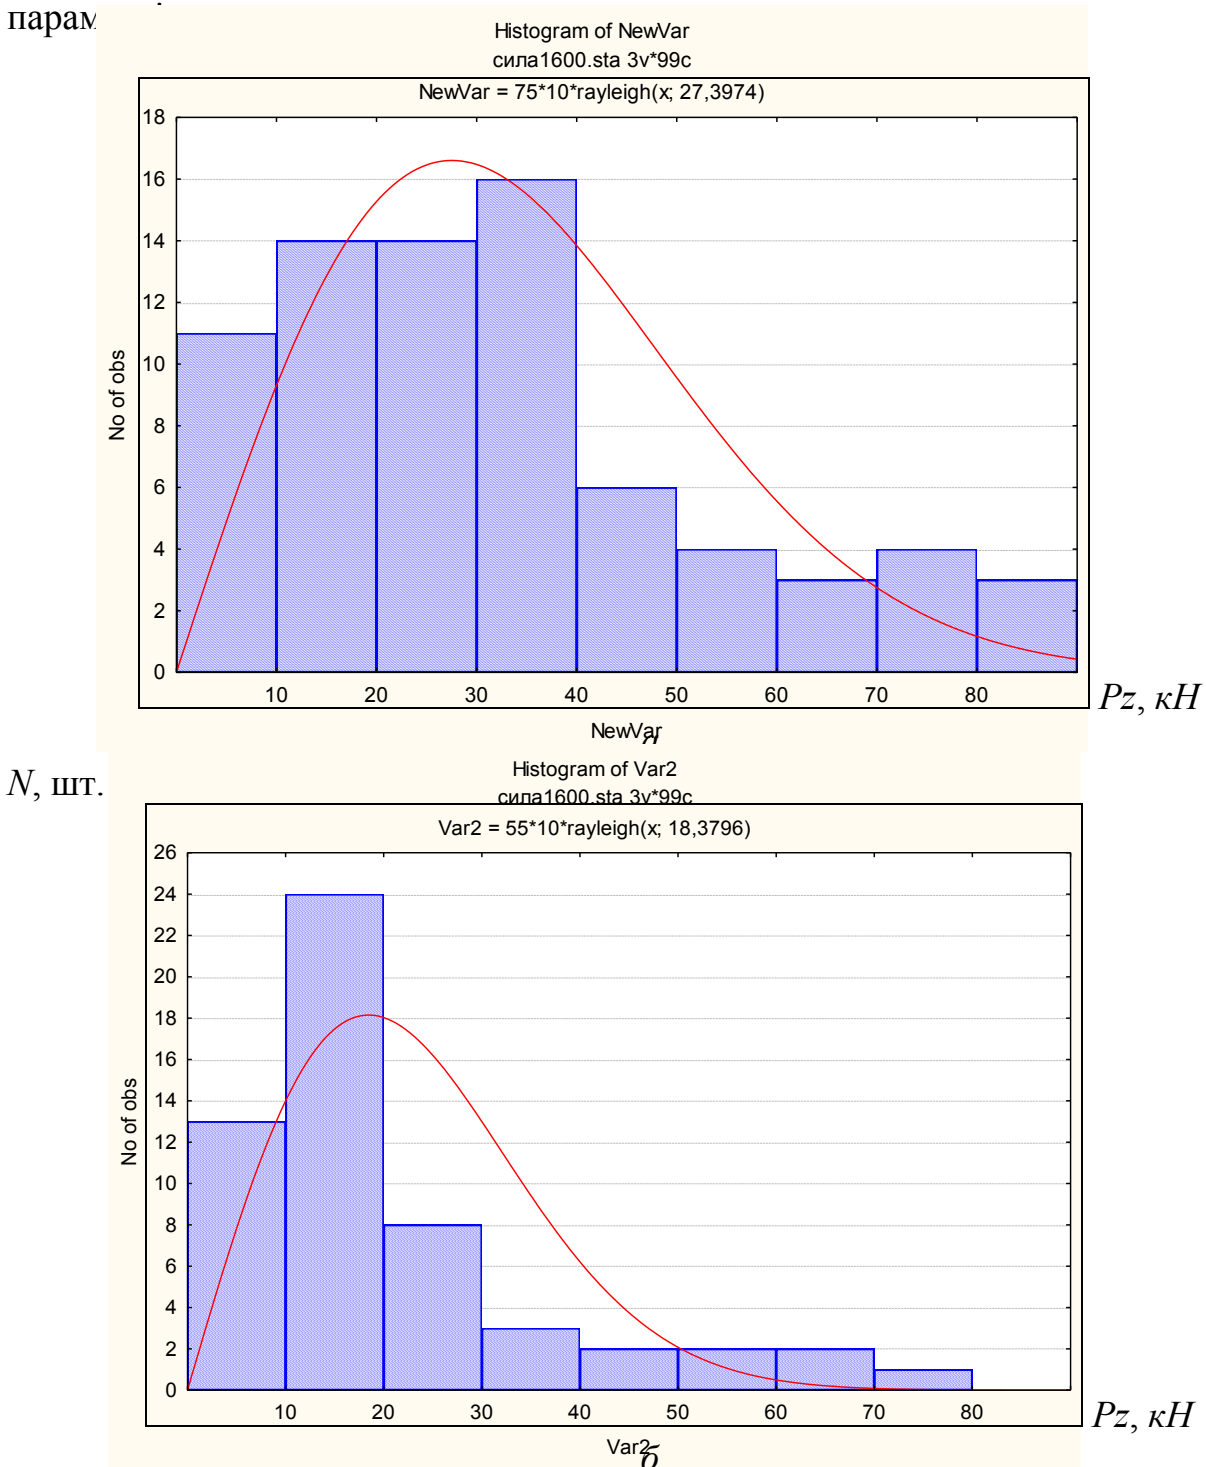 Histogram of NewVar
сила1600.sta 3v*99c
NewVar = 75*10*rayleigh(x; 27,3974)
18
16
14
12
10
8
6
4
2
0
No of obs
10 20 30 40 50 60 70 80
Pz, кН
NewVar
N, шт.
Histogram of Var2
сила1600.sta 3v*99c
Var2 = 55*10*rayleigh(x; 18,3796)
26
24
22
20
18
16
14
12
10
8
6
4
2
0
No of obs
10 20 30 40 50 60 70 80
Pz, кН
Var2
б